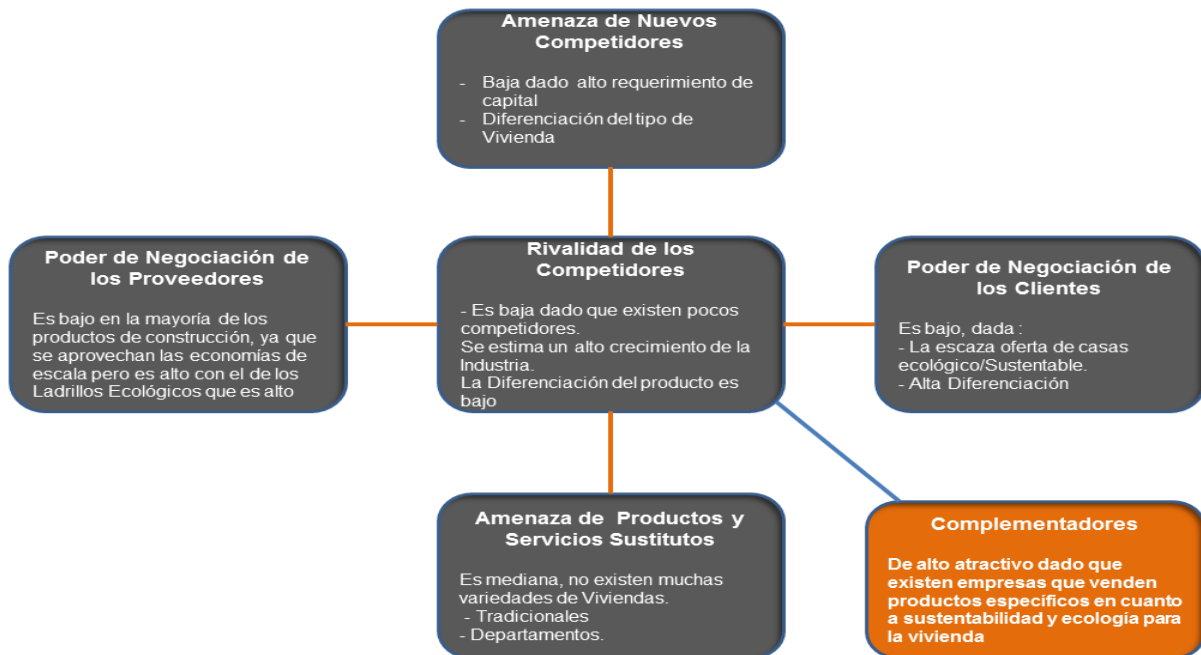 Amenaza de Nuevos
Competidores
- Baja dado alto requerimiento de
capital
- Diferenciación del tipo de
Vivienda
Poder de Negociación de
los Proveedores
Es bajo en la mayoría de los
productos de construcción, ya que
se aprovechan las economías de
escala pero es alto con el de los
Ladrillos Ecológicos que es alto
Rivalidad de los
Competidores
- Es baja dado que existen pocos
competidores.
Se estima un alto crecimiento de la
Industria.
La Diferenciación del producto es
bajo
Poder de Negociación de
los Clientes
Es bajo, dada :
- La escaza oferta de casas
ecológico/Sustentable.
- Alta Diferenciación
Amenaza de Productos y
Servicios Sustitutos
Es mediana, no existen muchas
variedades de Viviendas.
- Tradicionales
- Departamentos.
Complementadores
De alto atractivo dado que
existen empresas que venden
productos específicos en cuanto
a sustentabilidad y ecología para
la vivienda